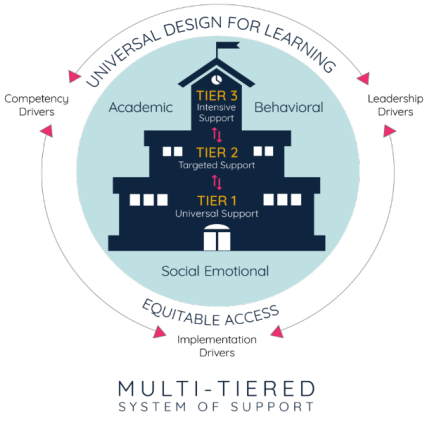 UNIVERSAL DESIGN FOR LEARNING
Competency
Drivers
Leadership
Drivers
Academic
Behavioral
TIER 3
Intensive
Support
TIER 2
Targeted Support
TIER 1
Universal Support
Social Emotional
EQUITABLE ACCESS
Implementation
Drivers
MULTI-TIERED
SYSTEM OF SUPPORT